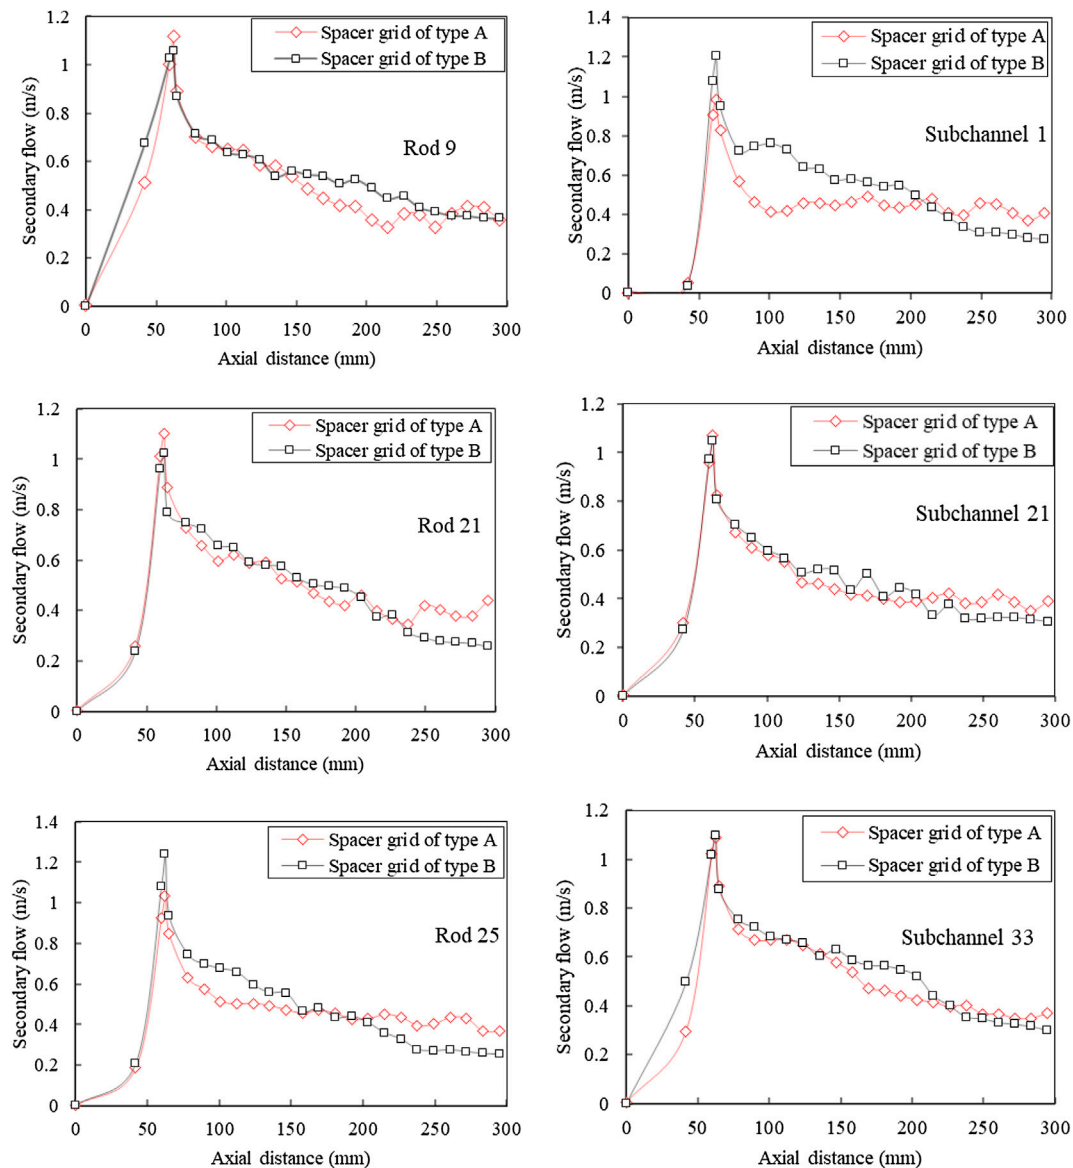 1.2
1
0.8
0.6
0.4
0.2
0
Secondary flow (m/s)
Spacer grid of type A
Spacer grid of type B
Rod 9
0 50 100 150 200 250 300
Axial distance (mm)
1.4
1.2
1
0.8
0.6
0.4
0.2
0
Secondary flow (m/s)
Spacer grid of type A
Spacer grid of type B
Subchannel 1
0 50 100 150 200 250 300
Axial distance (mm)
1.2
1
0.8
0.6
0.4
0.2
0
Secondary flow (m/s)
Spacer grid of type A
Spacer grid of type B
Rod 21
0 50 100 150 200 250 300
Axial distance (mm)
1.2
1
0.8
0.6
0.4
0.2
0
Secondary flow (m/s)
Spacer grid of type A
Spacer grid of type B
Subchannel 21
0 50 100 150 200 250 300
Axial distance (mm)
1.4
1.2
1
0.8
0.6
0.4
0.2
0
Secondary flow (m/s)
Spacer grid of type A
Spacer grid of type B
Rod 25
0 50 100 150 200 250 300
Axial distance (mm)
1.2
1
0.8
0.6
0.4
0.2
0
Secondary flow (m/s)
Spacer grid of type A
Spacer grid of type B
Subchannel 33
0 50 100 150 200 250 300
Axial distance (mm)